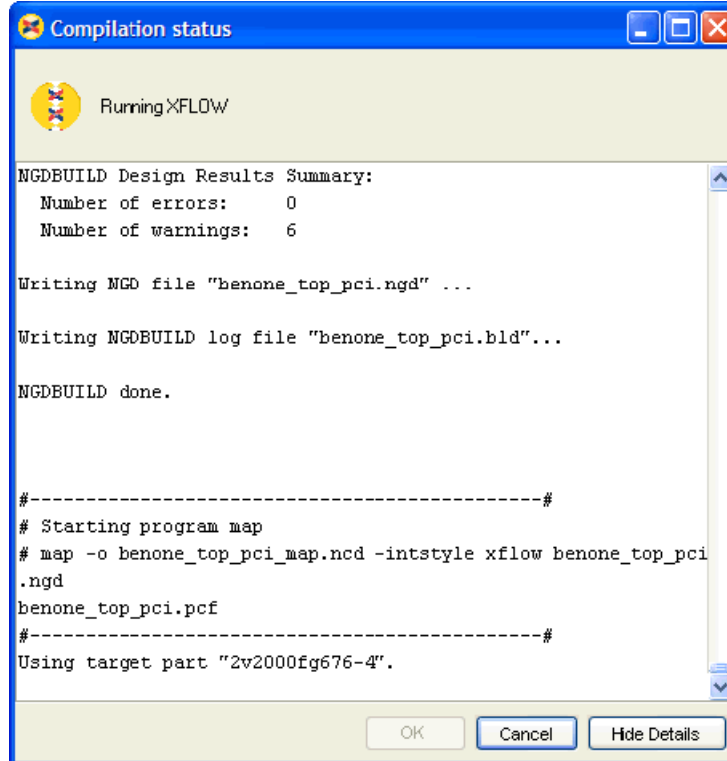 Compilation status
Running XFLOW
NGDBUILD Design Results Summary:
  Number of errors:     0
  Number of warnings:   6
Writing NGD file "benone_top_pci.ngd" ...
Writing NGDBUILD log file "benone_top_pci.bld"...
NGDBUILD done.
#----------------------------------------------#
# Starting program map
# map -o benone_top_pci_map.ncd -intstyle xflow benone_top_pci
.ngd
benone_top_pci.pcf
#----------------------------------------------#
Using target part "2v2000fg676-4".
OK Cancel Hide Details